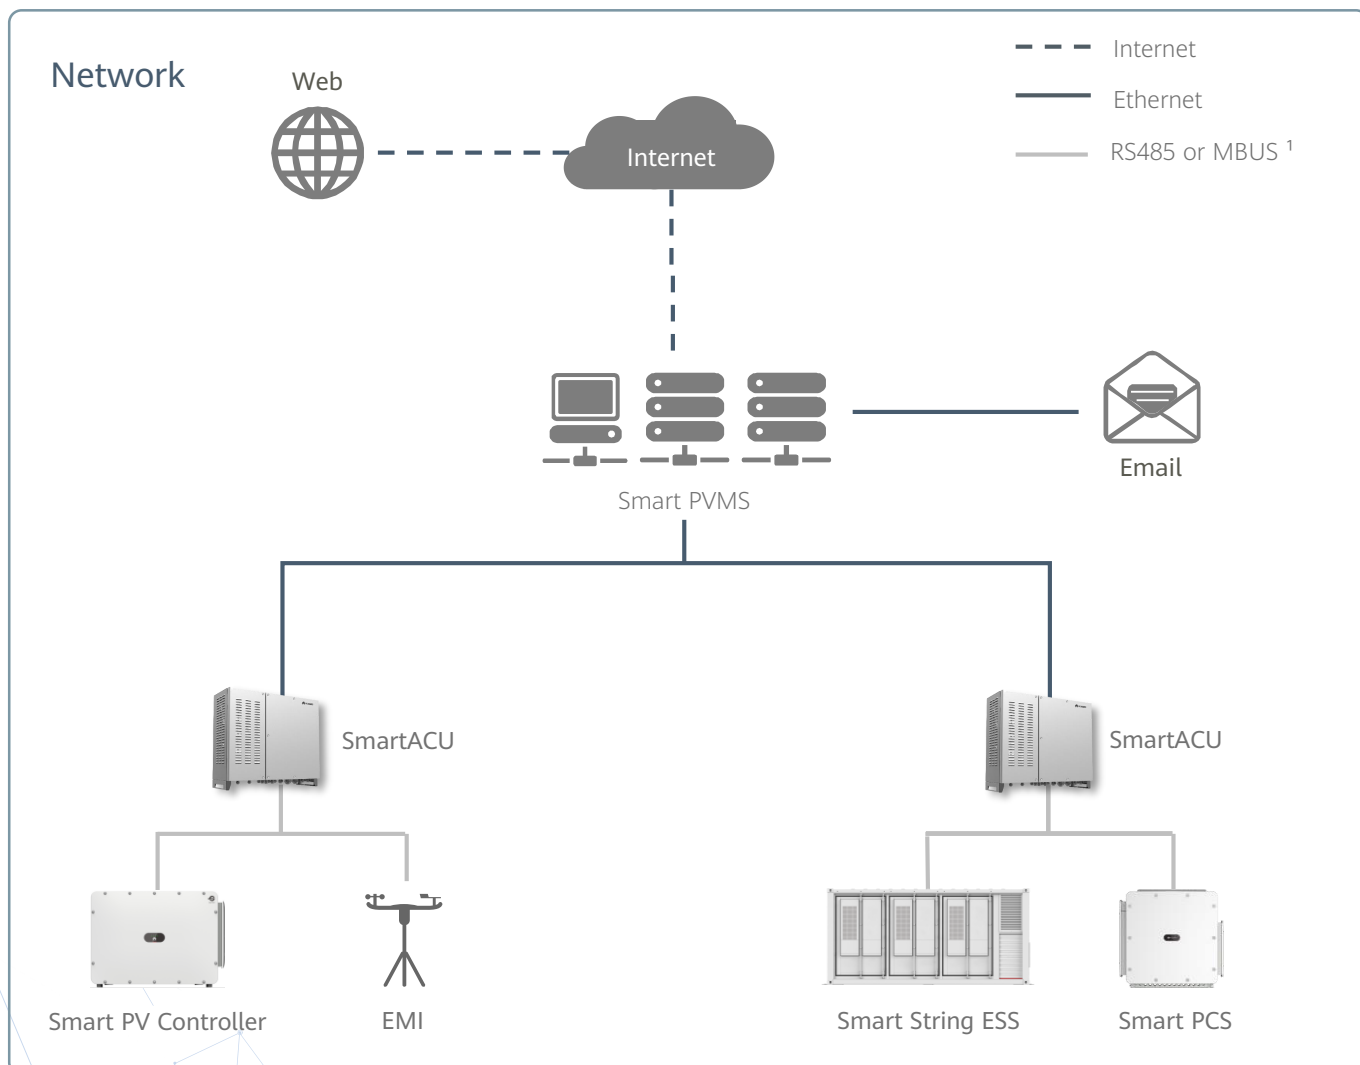 Network
Web
Internet
Internet
Ethernet
RS485 or MBUS ¹
Smart PVMS
Email
SmartACU
SmartACU
Smart PV Controller
EMI
Smart String ESS
Smart PCS